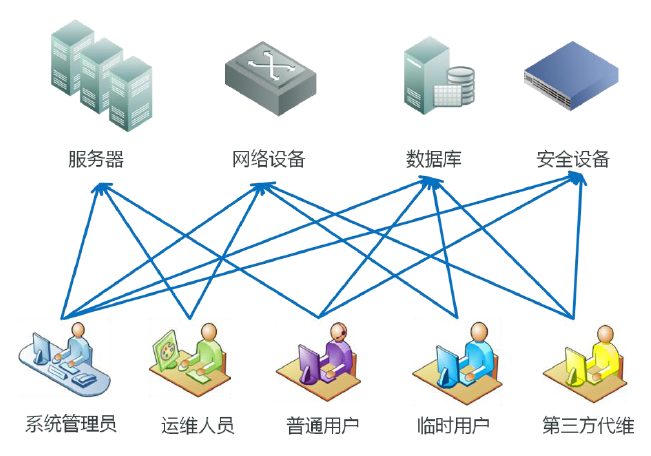 服务器
网络设备
数据库
安全设备
系统管理员
运维人员
普通用户
临时用户
第三方代维